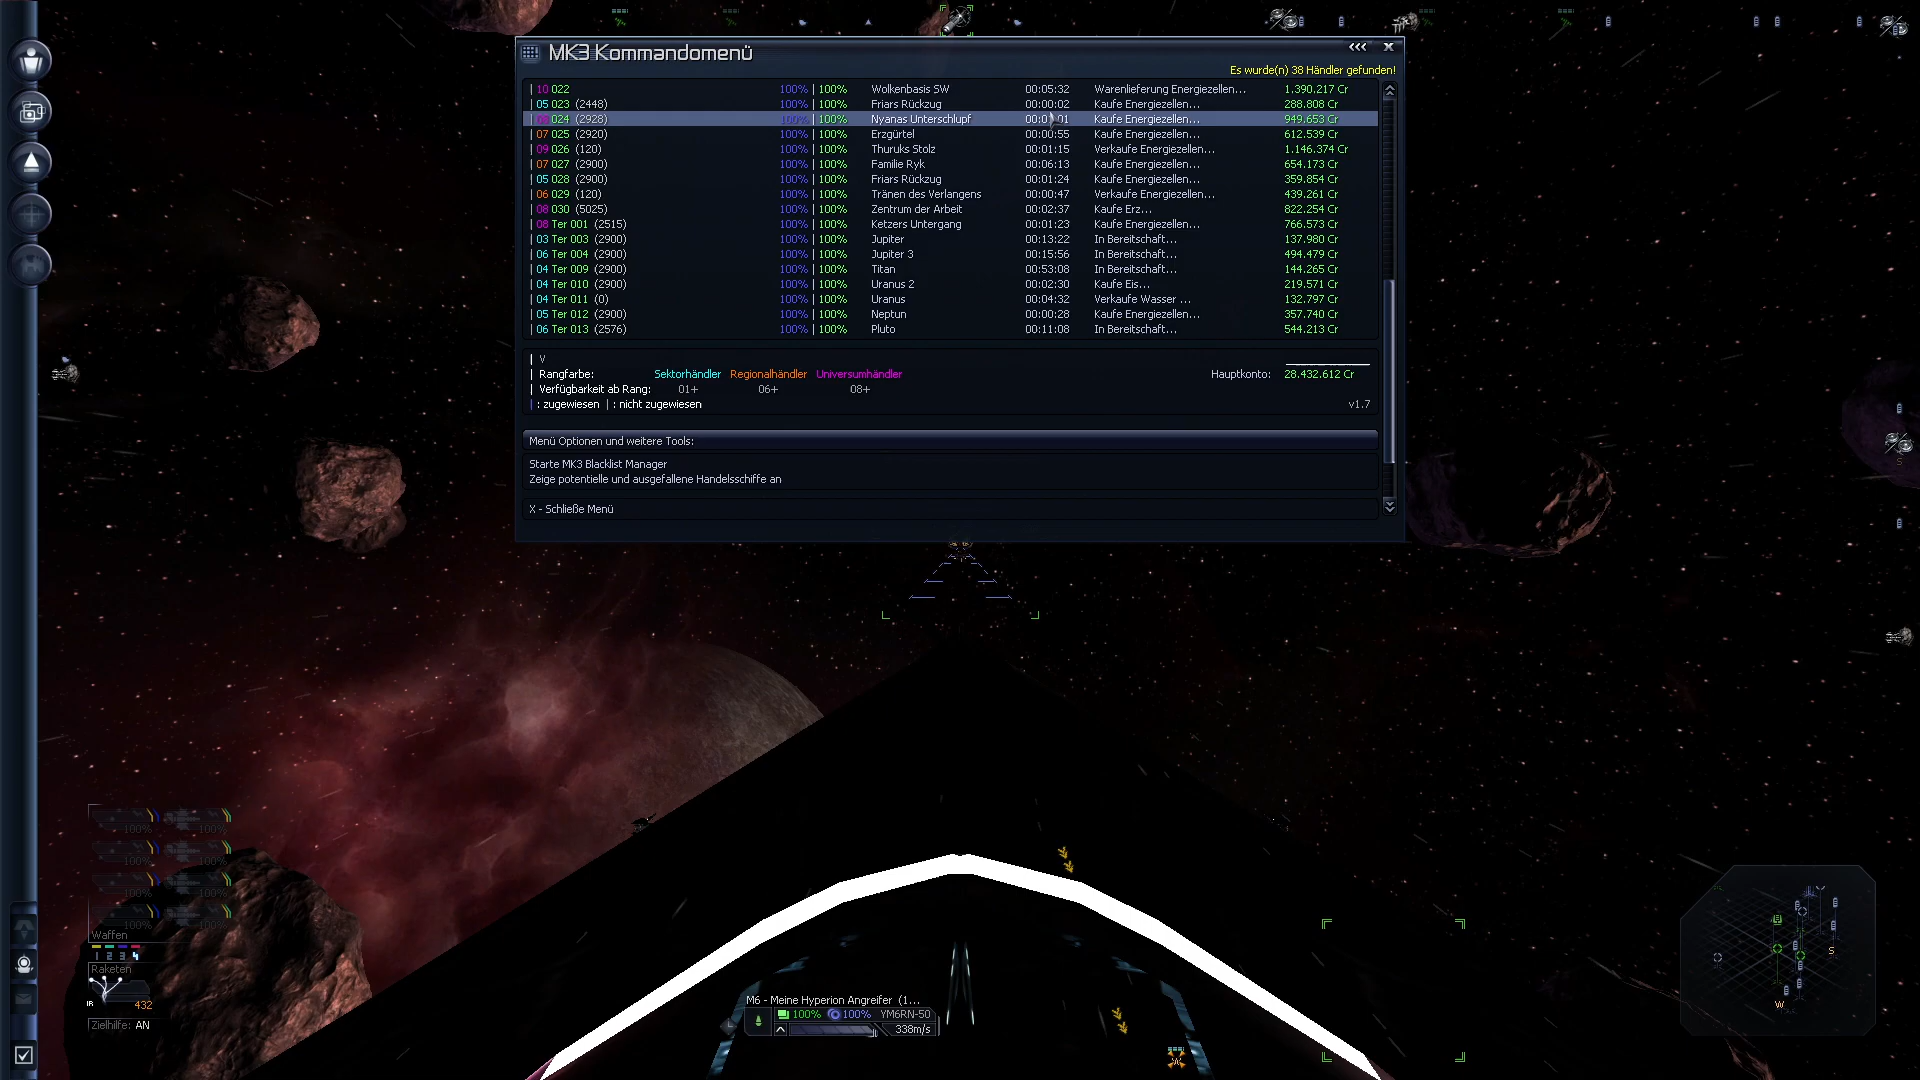 MK3 Kommandomenü
Es wurde(n) 38 Händler gefunden!
10 022 100% | 100% Wolkenbasis SW 00:05:32 Warenlieferung Energiezellen... 1.390.217 Cr
05 023 (2448) 100% | 100% Friars Rückzug 00:00:02 Kaufe Energiezellen... 288.808 Cr
024 (2928) 100% | 100% Nyanas Unterschlupf Kaufe Energiezellen... 949.653 Cr
07 025 (2920) 100% | 100% Erzgürtel 00:00:55 Kaufe Energiezellen... 612.539 Cr
09 026 (120) 100% | 100% Thuruks Stolz 00:01:15 Verkaufe Energiezellen... 1.146.374 Cr
07 027 (2900) 100% | 100% Familie Ryk 00:06:13 Kaufe Energiezellen... 654.173 Cr
05 028 (2900) 100% | 100% Friars Rückzug 00:01:24 Kaufe Energiezellen... 359.854 Cr
06 029 (120) 100% | 100% Tränen des Verlangens 00:00:47 Verkaufe Energiezellen... 439.261 Cr
08 030 (5025) 100% | 100% Zentrum der Arbeit 00:02:37 Kaufe Erz... 822.254 Cr
08 Ter 001 (2515) 100% | 100% Ketzers Untergang 00:01:23 Kaufe Energiezellen... 766.573 Cr
03 Ter 003 (2900) 100% | 100% Jupiter 00:13:22 In Bereitschaft... 137.980 Cr
06 Ter 004 (2900) 100% | 100% Jupiter 3 00:15:56 In Bereitschaft... 494.479 Cr
04 Ter 009 (2900) 100% | 100% Titan 00:53:08 In Bereitschaft... 144.265 Cr
04 Ter 010 (2900) 100% | 100% Uranus 2 00:02:30 Kaufe Eis... 219.571 Cr
04 Ter 011 (0) 100% | 100% Uranus 00:04:32 Verkaufe Wasser ... 132.797 Cr
05 Ter 012 (2900) 100% | 100% Neptun 00:00:28 Kaufe Energiezellen... 357.740 Cr
06 Ter 013 (2576) 100% | 100% Pluto 00:11:08 In Bereitschaft... 544.213 Cr
| V
| Rangfarbe: Sektorhändler Regionalhändler Universumhändler Hauptkonto: 28.432.612 Cr
| Verfügbarkeit ab Rang: 01+ 06+ 08+
| : zugewiesen | : nicht zugewiesen v1.7
Menü Optionen und weitere Tools:
Starte MK3 Blacklist Manager
Zeige potentielle und ausgefallene Handelsschiffe an
X - Schließe Menü
100% 100%
100% 100%
100% 100%
100% 100%
Waffen
1 2 3 4
Raketen
IR 432
Zielhilfe: AN
M6 - Meine Hyperion Angreifer (1...
100% 100% YM6RN-50
338m/s
S
W
S